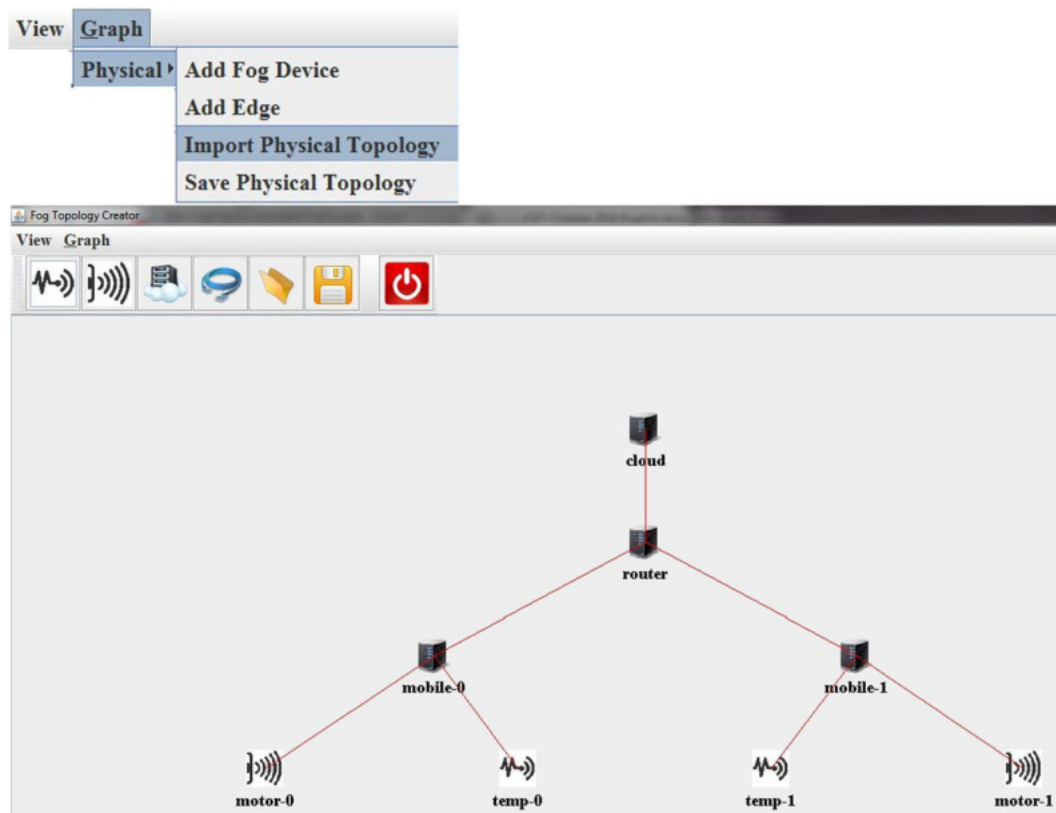 View Graph
Physical Add Fog Device
Add Edge
Import Physical Topology
Save Physical Topology
Fog Topology Creator
View Graph
cloud
router
mobile-0 mobile-1
motor-0 temp-0 temp-1 motor-1